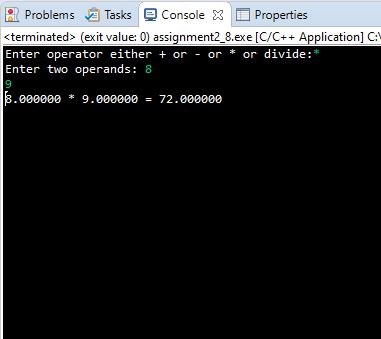 Problems Tasks Console Properties
<terminated> (exit value: 0) assignment2_8.exe [C/C++ Application] C:\
Enter operator either + or - or * or divide:*
Enter two operands: 8
9
8.000000 * 9.000000 = 72.000000